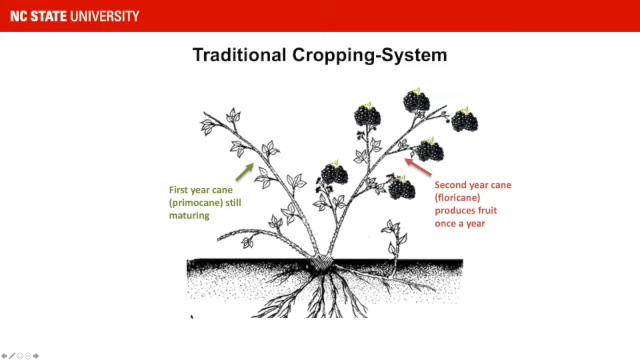 NC STATE UNIVERSITY
Traditional Cropping-System
First year cane
(primocane) still
maturing
Second year cane
(floricane)
produces fruit
once a year